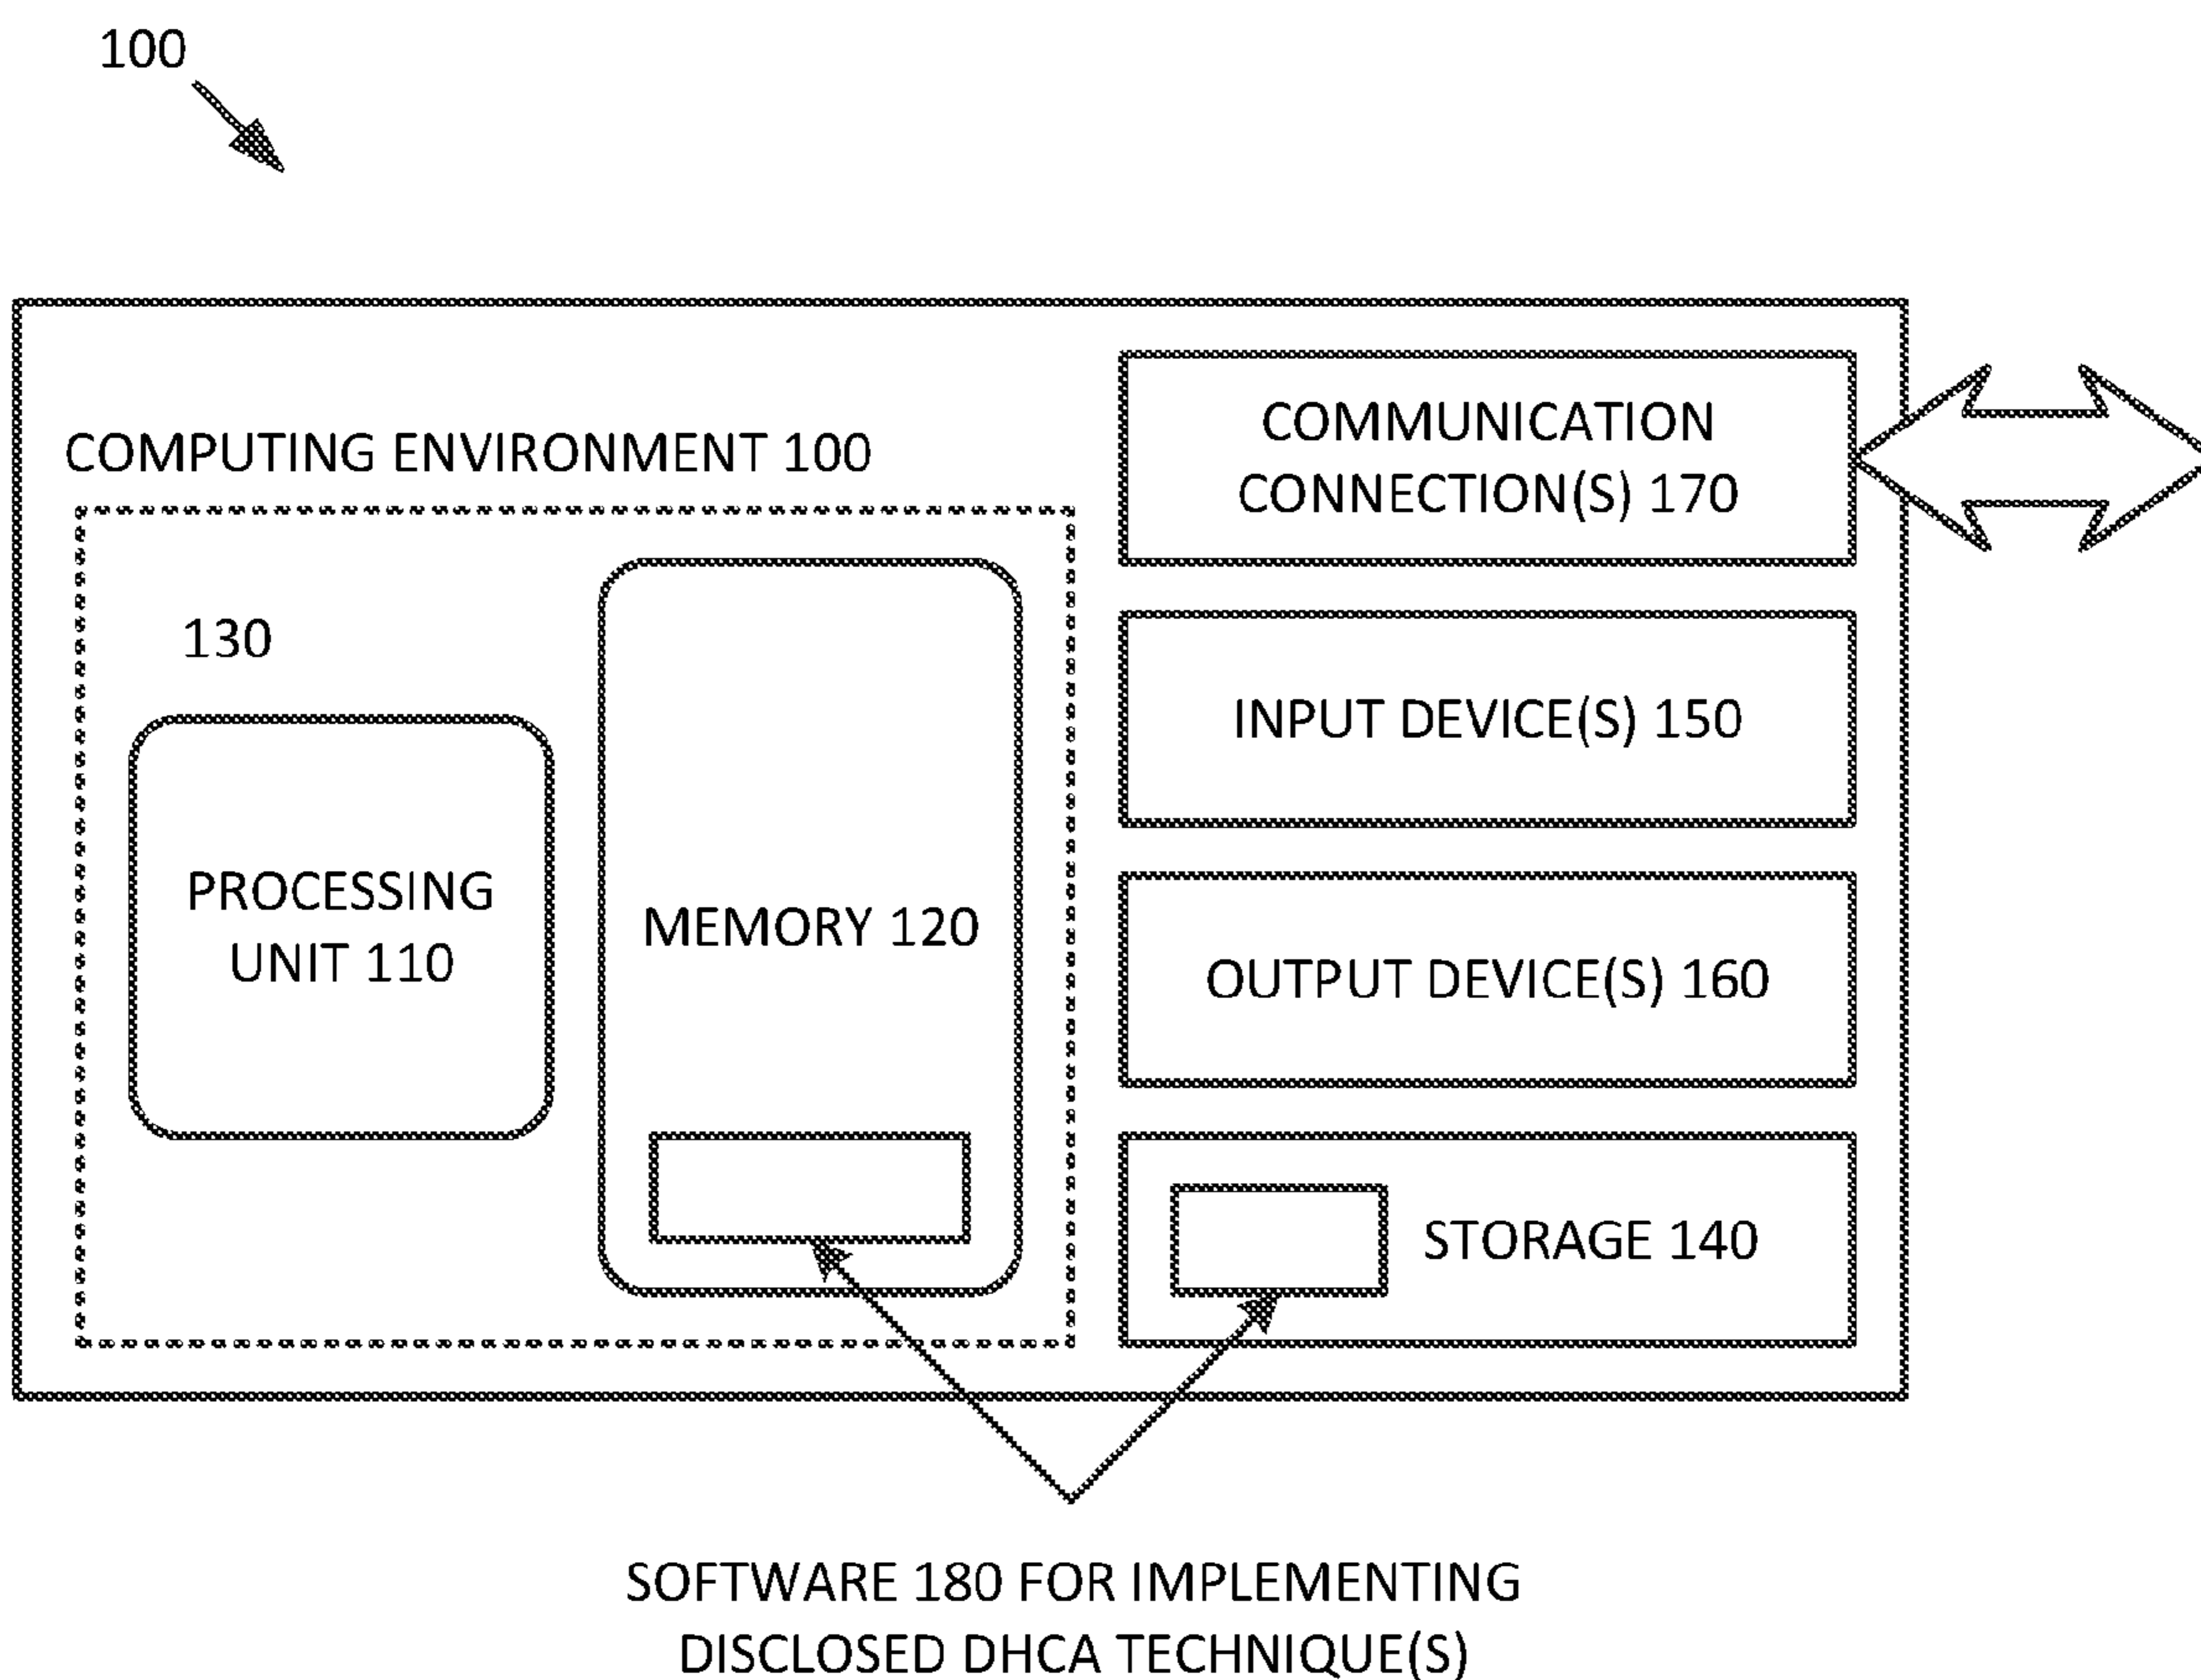 100
COMPUTING ENVIRONMENT 100
130
PROCESSING
UNIT 110
MEMORY 120
COMMUNICATION
CONNECTION(S) 170
INPUT DEVICE(S) 150
OUTPUT DEVICE(S) 160
STORAGE 140
SOFTWARE 180 FOR IMPLEMENTING
DISCLOSED DHCA TECHNIQUE(S)